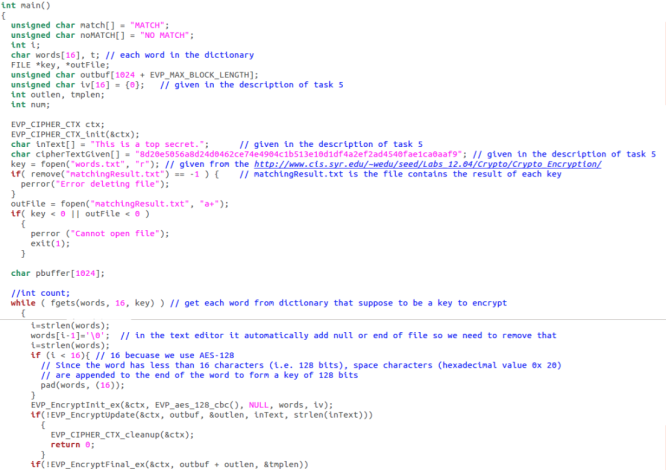 int main()
{
unsigned char match[] = "MATCH";
unsigned char noMATCH[] = "NO MATCH";
int i;
char words[16], t; // each word in the dictionary
FILE *key, *outFile;
unsigned char outbuf[1024 + EVP_MAX_BLOCK_LENGTH];
unsigned char iv[16] = {0};   // given in the description of task 5
int outlen, tmplen;
int num;
EVP_CIPHER_CTX ctx;
EVP_CIPHER_CTX_init(&ctx);
char inText[] = "This is a top secret.";      // given in the description of task 5
char cipherTextGiven[] = "8d20e5056a8d24d0462ce74e4904c1b513e10d1df4a2ef2ad4540fae1ca0aaf9"; // given in the description of task 5
key = fopen("words.txt", "r"); // given from the http://www.cis.syr.edu/~wedu/seed/Labs_12.04/Crypto/Crypto_Encryption/
if( remove("matchingResult.txt") == -1 ) {    // matchingResult.txt is the file contains the result of each key
perror("Error deleting file");
}
outFile = fopen("matchingResult.txt", "a+");
if( key < 0 || outFile < 0 )
{
perror ("Cannot open file");
exit(1);
}
char pbuffer[1024];
//int count;
while ( fgets(words, 16, key) ) // get each word from dictionary that suppose to be a key to encrypt
{
i=strlen(words);
words[i-1]='\0';  // in the text editor it automatically add null or end of file so we need to remove that
i=strlen(words);
if (i < 16){ // 16 becuase we use AES-128
// Since the word has less than 16 characters (i.e. 128 bits), space characters (hexadecimal value 0x 20)
// are appended to the end of the word to form a key of 128 bits
pad(words, (16));
}
EVP_EncryptInit_ex(&ctx, EVP_aes_128_cbc(), NULL, words, iv);
if(!EVP_EncryptUpdate(&ctx, outbuf, &outlen, inText, strlen(inText)))
{
EVP_CIPHER_CTX_cleanup(&ctx);
return 0;
}
if(!EVP_EncryptFinal_ex(&ctx, outbuf + outlen, &tmplen))